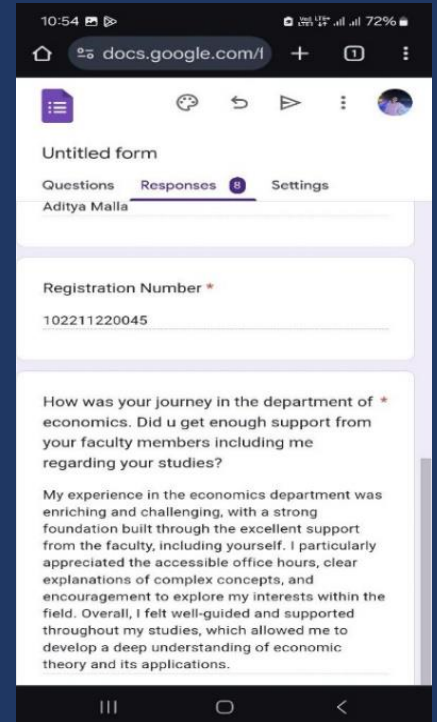 10:54
72%
docs.google.com/f
1
Untitled form
Questions Responses 8 Settings
Aditya Malla
Registration Number *
102211220045
How was your journey in the department of *
economics. Did u get enough support from
your faculty members including me
regarding your studies?
My experience in the economics department was
enriching and challenging, with a strong
foundation built through the excellent support
from the faculty, including yourself. I particularly
appreciated the accessible office hours, clear
explanations of complex concepts, and
encouragement to explore my interests within the
field. Overall, I felt well-guided and supported
throughout my studies, which allowed me to
develop a deep understanding of economic
theory and its applications.